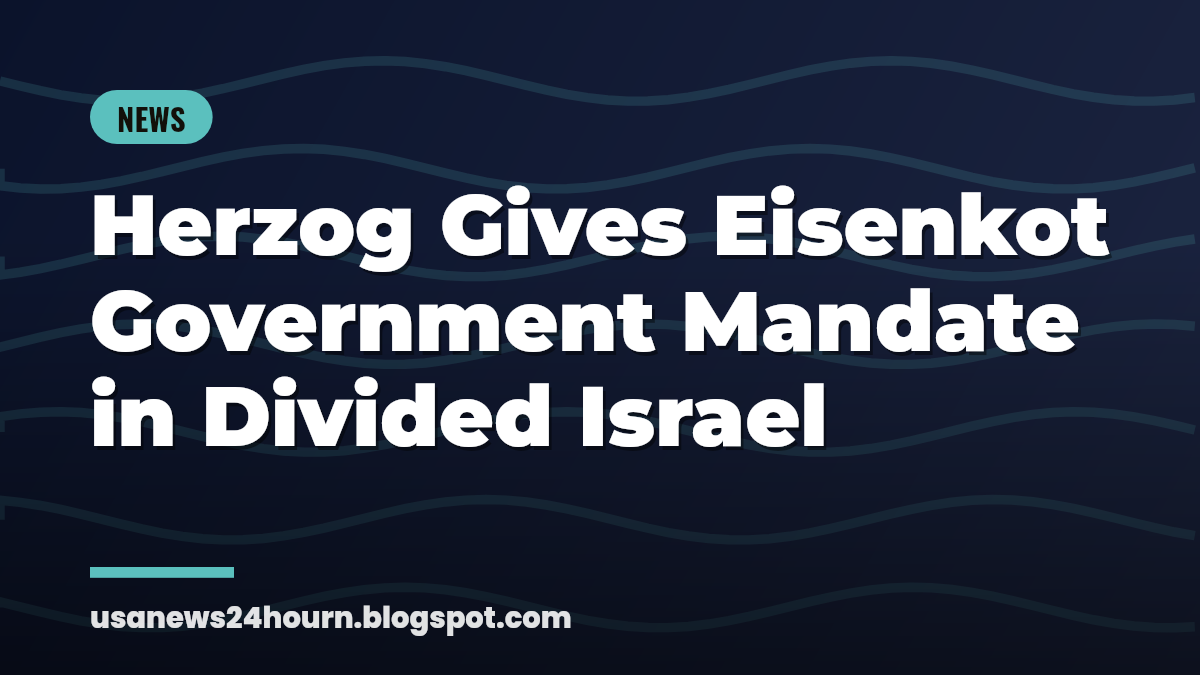 NEWS
Herzog Gives Eisenkot
Government Mandate
in Divided Israel
usanews24hourn.blogspot.com